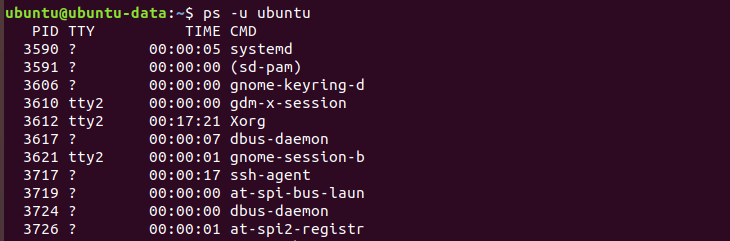 ubuntu@ubuntu-data:~$ ps -u ubuntu
PID TTY TIME CMD
3590 ? 00:00:05 systemd
3591 ? 00:00:00 (sd-pam)
3606 ? 00:00:00 gnome-keyring-d
3610 tty2 00:00:00 gdm-x-session
3612 tty2 00:17:21 Xorg
3617 ? 00:00:07 dbus-daemon
3621 tty2 00:00:01 gnome-session-b
3717 ? 00:00:17 ssh-agent
3719 ? 00:00:00 at-spi-bus-laun
3724 ? 00:00:00 dbus-daemon
3726 ? 00:00:01 at-spi2-registr